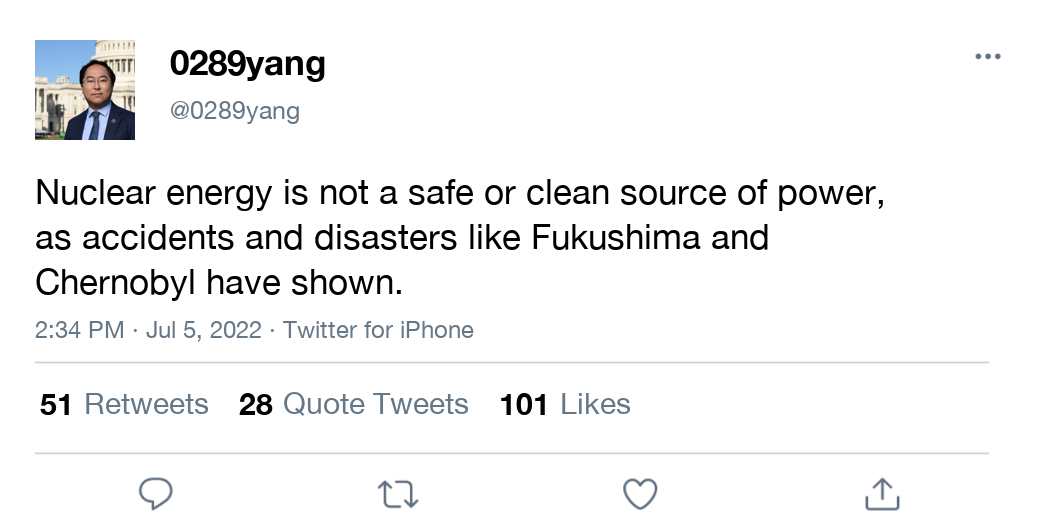 0289yang
@0289yang
Nuclear energy is not a safe or clean source of power,
as accidents and disasters like Fukushima and
Chernobyl have shown.
2:34 PM · Jul 5, 2022 · Twitter for iPhone
51 Retweets 28 Quote Tweets 101 Likes